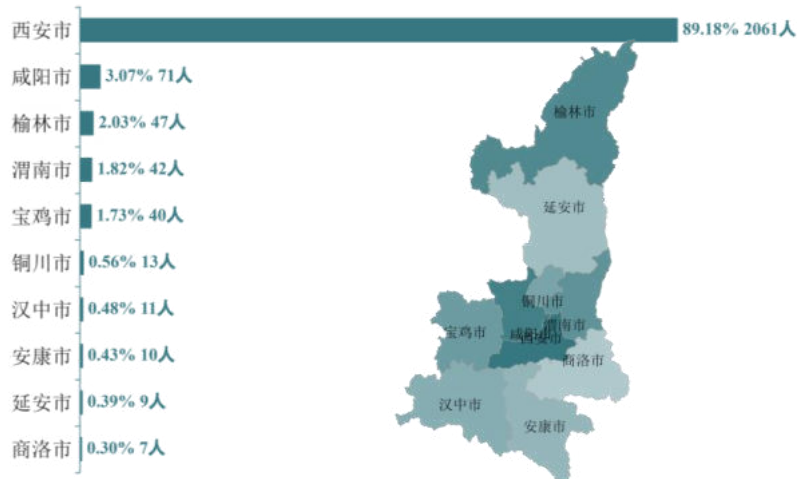 西安市 89.18% 2061人
咸阳市 3.07% 71人
榆林市 2.03% 47人
渭南市 1.82% 42人
宝鸡市 1.73% 40人
铜川市 0.56% 13人
汉中市 0.48% 11人
安康市 0.43% 10人
延安市 0.39% 9人
商洛市 0.30% 7人
榆林市
延安市
铜川市
渭南市
宝鸡市
咸阳市
西安市
商洛市
汉中市
安康市